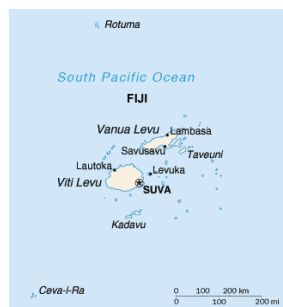 Rotuma
South Pacific Ocean
FIJI
Vanua Levu
Lambasa
Savusavu
Taveuni
Lautoka
Levuka
Viti Levu
SUVA
Kadavu
Ceva-I-Ra
0 100 200 km
0 100 200 mi